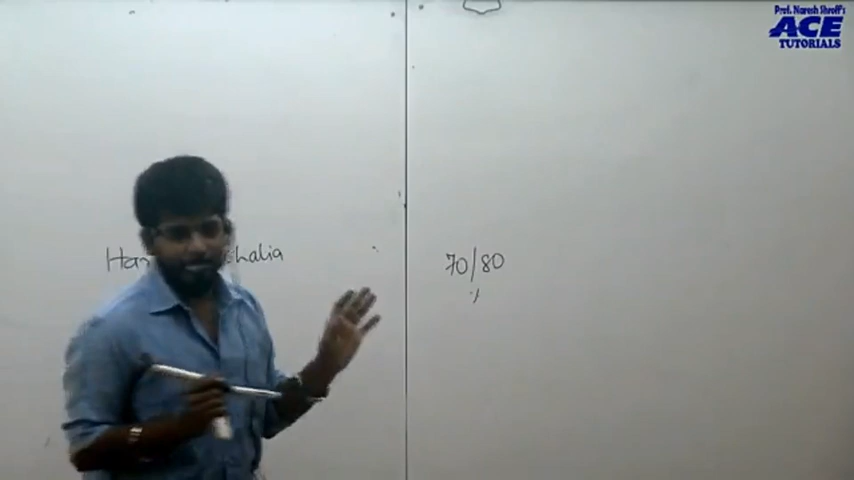 Prof. Naresh Shroff's
ACE
TUTORIALS
70/80
%